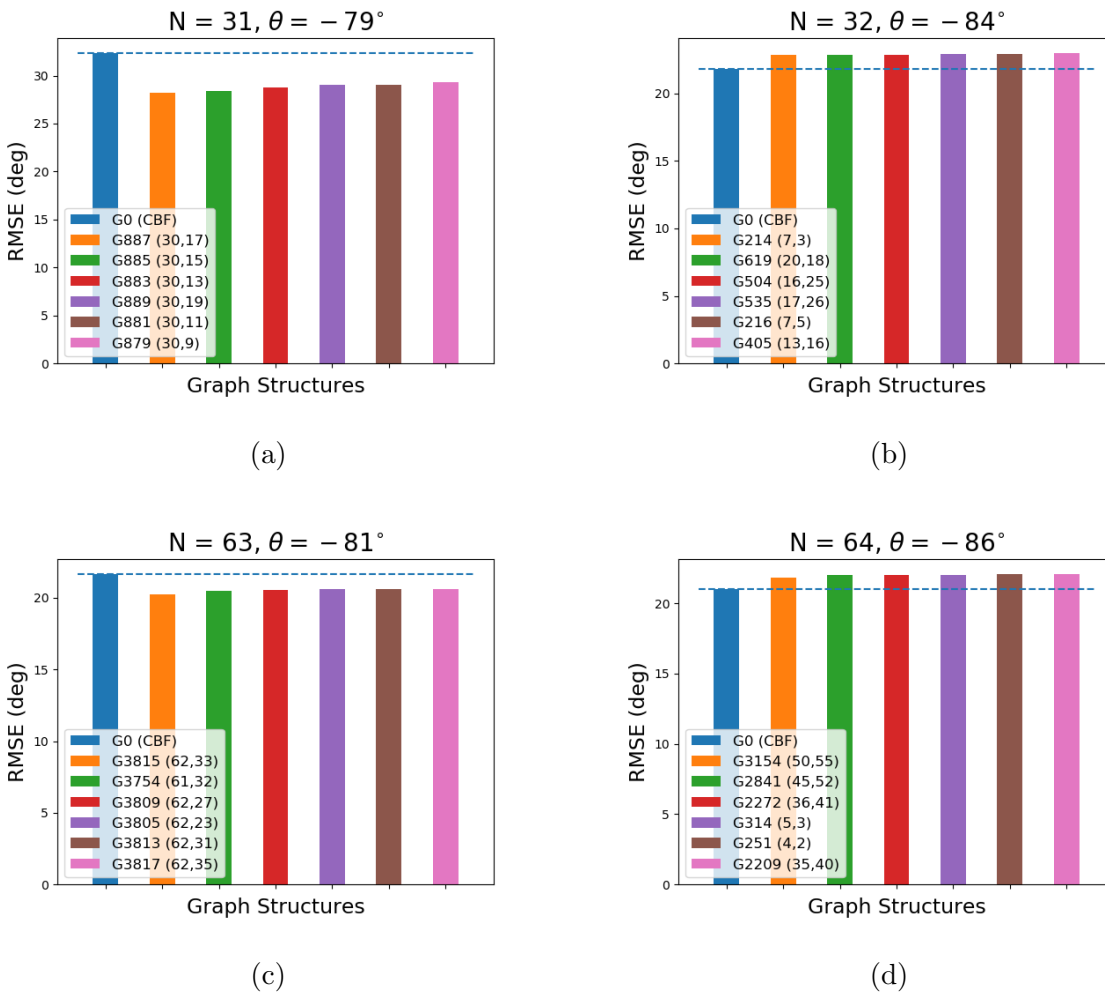 N = 31, θ = −79°
RMSE (deg)
30
25
20
15
10
5
0
G0 (CBF)
G887 (30,17)
G885 (30,15)
G883 (30,13)
G889 (30,19)
G881 (30,11)
G879 (30,9)
Graph Structures
(a)
N = 32, θ = −84°
RMSE (deg)
20
15
10
5
0
G0 (CBF)
G214 (7,3)
G619 (20,18)
G504 (16,25)
G535 (17,26)
G216 (7,5)
G405 (13,16)
Graph Structures
(b)
N = 63, θ = −81°
RMSE (deg)
20
15
10
5
0
G0 (CBF)
G3815 (62,33)
G3754 (61,32)
G3809 (62,27)
G3805 (62,23)
G3813 (62,31)
G3817 (62,35)
Graph Structures
(c)
N = 64, θ = −86°
RMSE (deg)
20
15
10
5
0
G0 (CBF)
G3154 (50,55)
G2841 (45,52)
G2272 (36,41)
G314 (5,3)
G251 (4,2)
G2209 (35,40)
Graph Structures
(d)